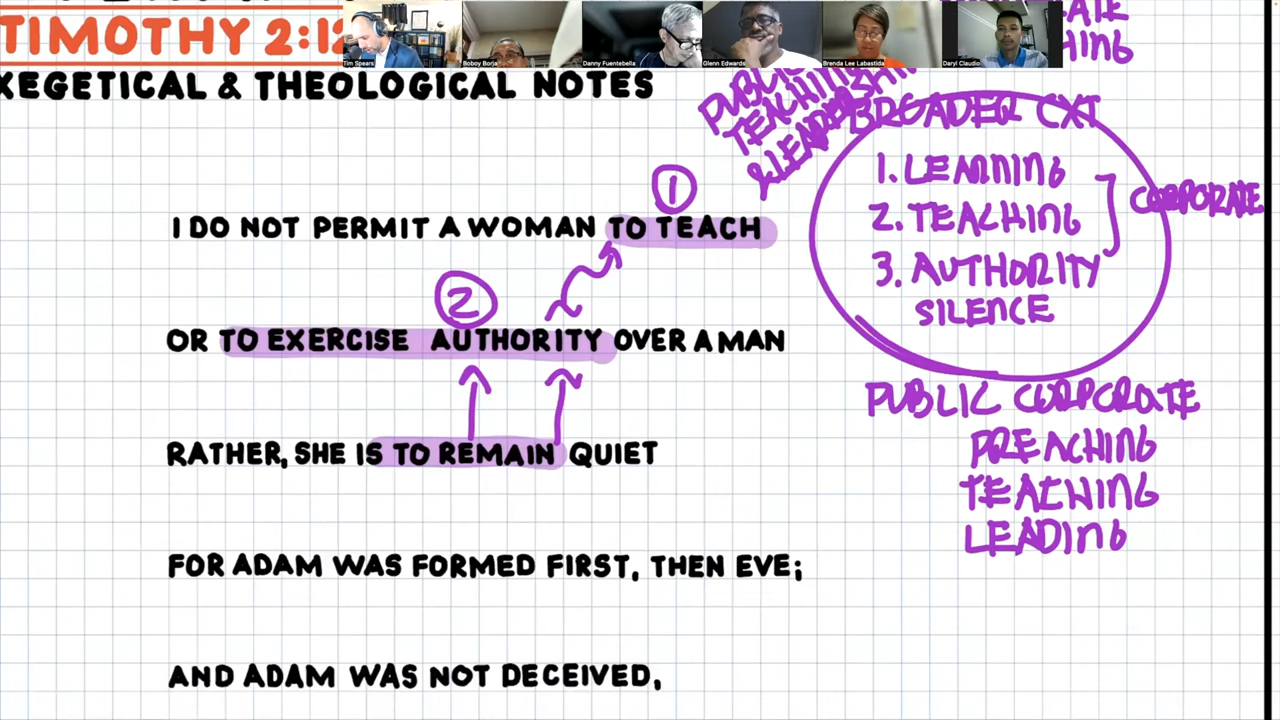 TIMOTHY 2:12
Tim Spears
Boboy Borja
Danny Fuentebella
Glenn Edwards
Brenda Lee Labastida
Daryl Claudio
XEGETICAL & THEOLOGICAL NOTES
PUBLIC
TEACHING
&
BROADER CXT
1. LEARNING
2. TEACHING
3. AUTHORITY
SILENCE
CORPORATE
1
I DO NOT PERMIT A WOMAN TO TEACH
2
OR TO EXERCISE AUTHORITY OVER A MAN
PUBLIC CORPORATE
PREACHING
TEACHING
LEADING
RATHER, SHE IS TO REMAIN QUIET
FOR ADAM WAS FORMED FIRST, THEN EVE;
AND ADAM WAS NOT DECEIVED,